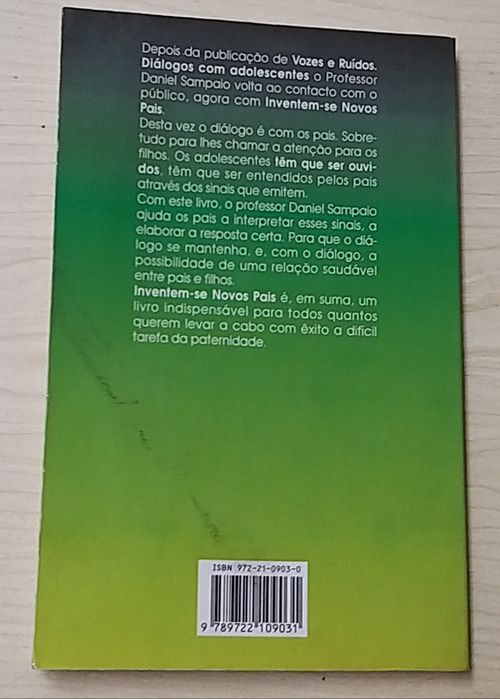 Depois da publicação de Vozes e Ruídos.
Diálogos com adolescentes o Professor
Daniel Sampaio volta ao contacto com o
público, agora com Inventem-se Novos
Pais.
Desta vez o diálogo é com os pais. Sobre-
tudo para lhes chamar a atenção para os
filhos. Os adolescentes têm que ser ouvi-
dos, têm que ser entendidos pelos pais
através dos sinais que emitem.
Com este livro, o professor Daniel Sampaio
ajuda os pais a interpretar esses sinais, a
elaborar a resposta certa. Para que o diá-
logo se mantenha, e, com o diálogo, a
possibilidade de uma relação saudável
entre pais e filhos.
Inventem-se Novos Pais é, em suma, um
livro indispensável para todos quantos
querem levar a cabo com êxito a difícil
tarefa da paternidade.
ISBN 972-21-0903-0
9 789722 109031